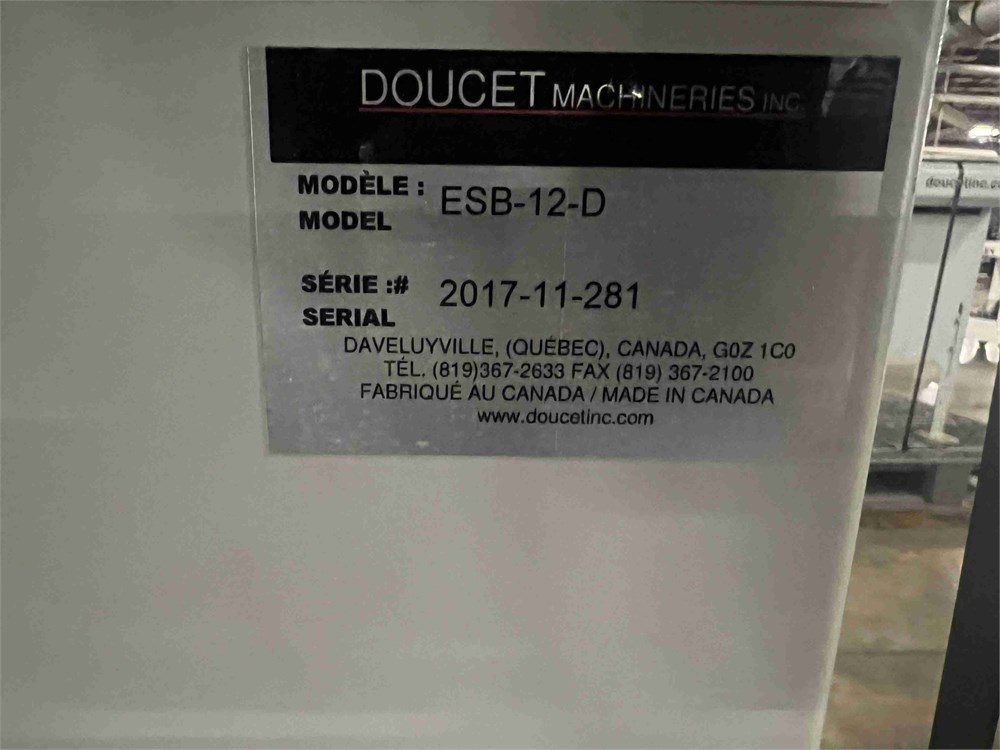 DOUCET MACHINERIES INC.
MODÈLE :
MODEL
ESB-12-D
SÉRIE :#
SERIAL
2017-11-281
DAVELUYVILLE, (QUÉBEC), CANADA, G0Z 1C0
TÉL. (819)367-2633 FAX (819) 367-2100
FABRIQUÉ AU CANADA / MADE IN CANADA
www.doucetinc.com